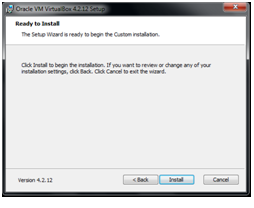 Oracle VM VirtualBox 4.2.12 Setup
Ready to Install
The Setup Wizard is ready to begin the Custom installation.
Click Install to begin the installation. If you want to review or change any of your
installation settings, click Back. Click Cancel to exit the wizard.
Version 4.2.12
< Back
Install
Cancel